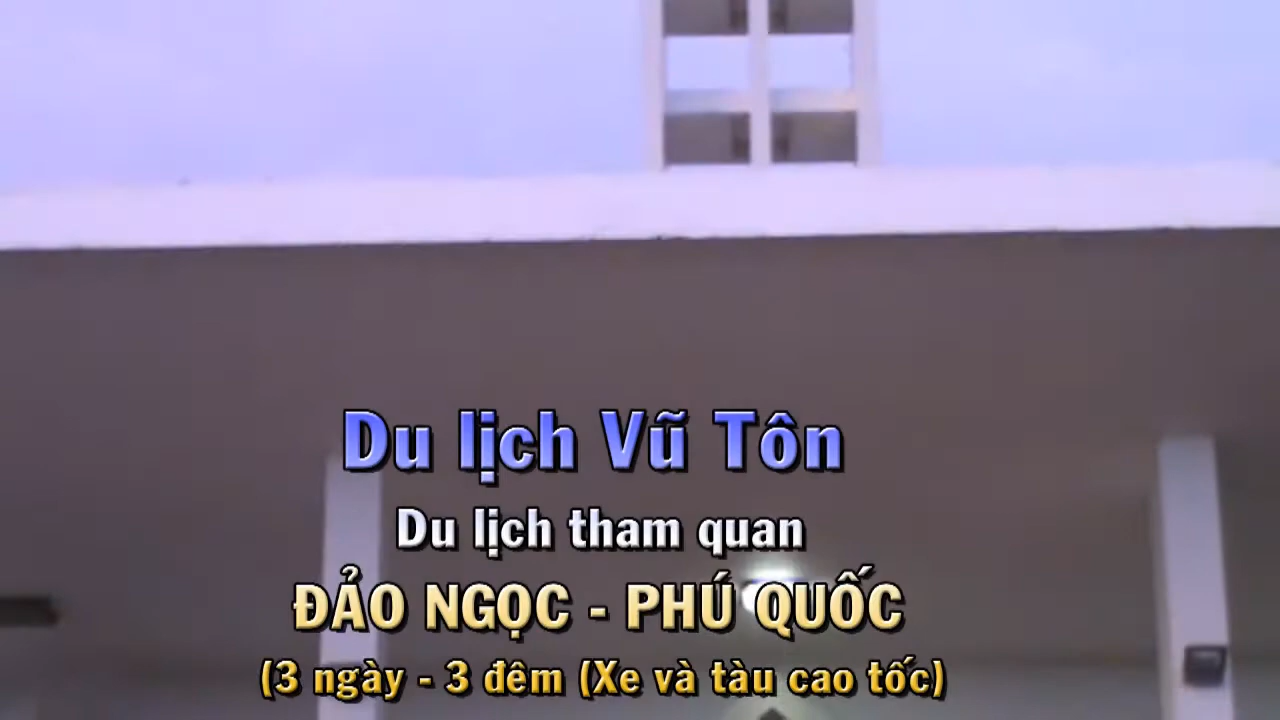 Du lịch Vũ Tôn
Du lịch tham quan
ĐẢO NGỌC - PHÚ QUỐC
(3 ngày - 3 đêm (Xe và tàu cao tốc)